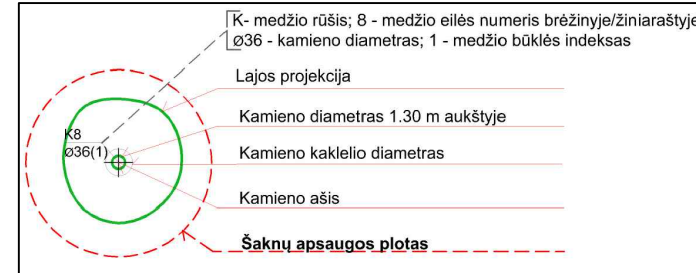 K- medžio rūšis; 8 - medžio eilės numeris brėžinyje/žiniaraštyje
Ø36 - kamieno diametras; 1 - medžio būklės indeksas
Lajos projekcija
Kamieno diametras 1.30 m aukštyje
K8
Ø36(1)
Kamieno kaklelio diametras
Kamieno ašis
Šaknų apsaugos plotas